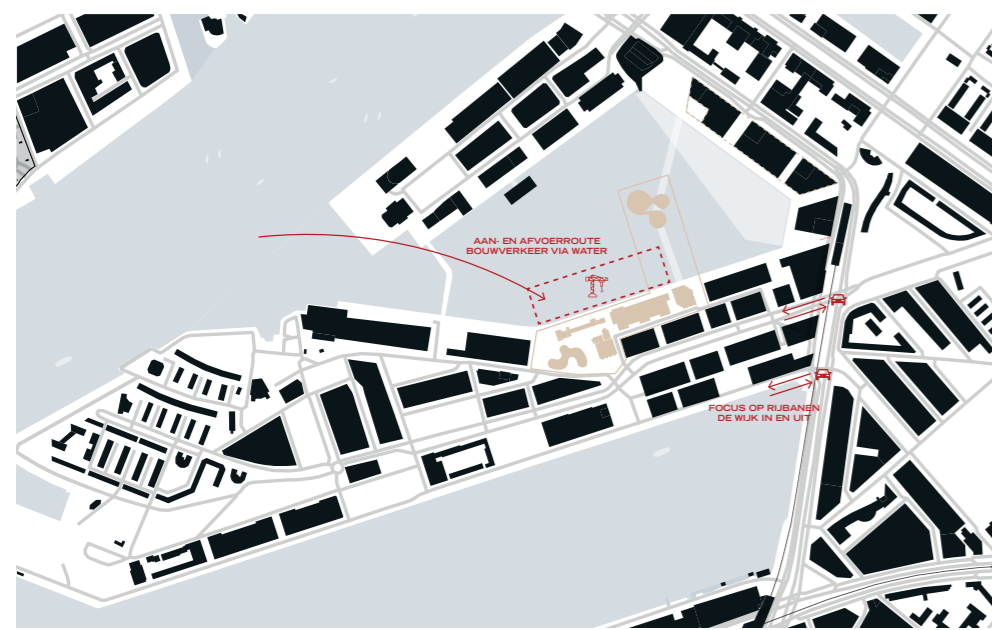 AAN- EN AFVOERROUTE
BOUWVERKEER VIA WATER
FOCUS OP RIJBANEN
DE WIJK IN EN UIT